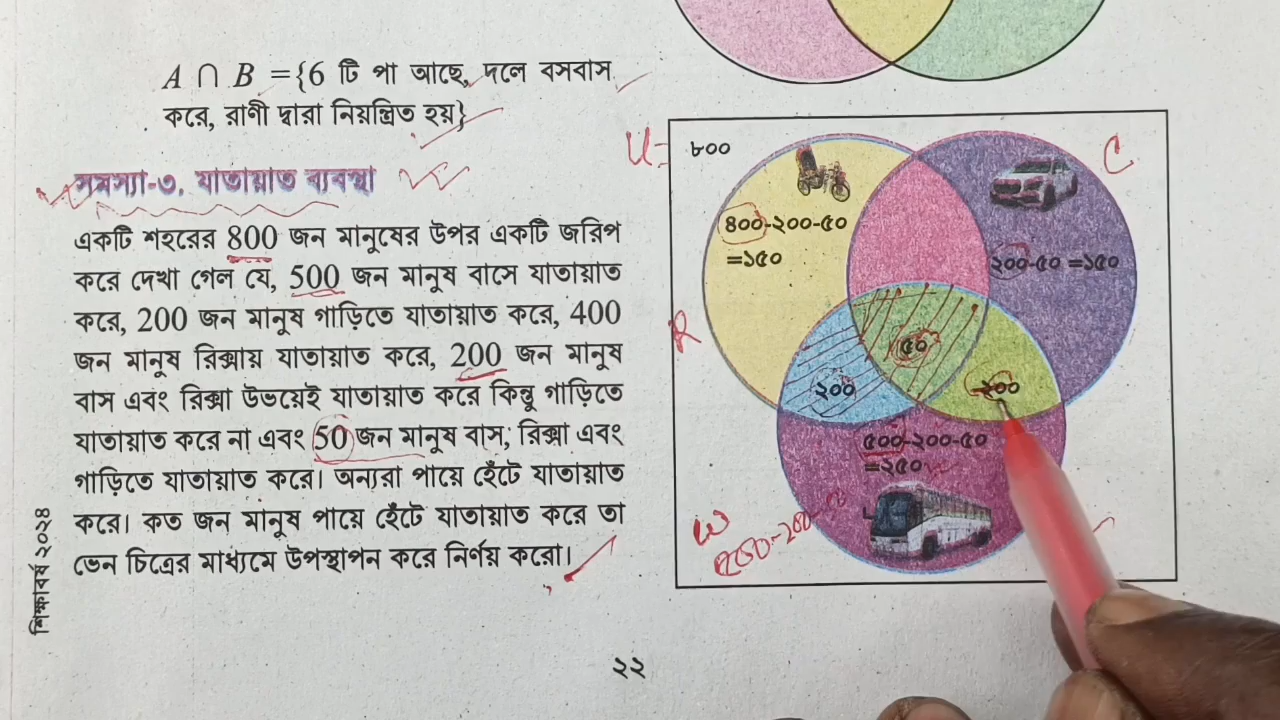 A ∩ B = {6 টি পা আছে, দলে বসবাস
করে, রাণী দ্বারা নিয়ন্ত্রিত হয়}
সমস্যা-৩. যাতায়াত ব্যবস্থা
একটি শহরের 800 জন মানুষের উপর একটি জরিপ
করে দেখা গেল যে, 500 জন মানুষ বাসে যাতায়াত
করে, 200 জন মানুষ গাড়িতে যাতায়াত করে, 400
জন মানুষ রিক্সায় যাতায়াত করে, 200 জন মানুষ
বাস এবং রিক্সা উভয়েই যাতায়াত করে কিন্তু গাড়িতে
যাতায়াত করে না এবং 50 জন মানুষ বাস, রিক্সা এবং
গাড়িতে যাতায়াত করে। অন্যরা পায়ে হেঁটে যাতায়াত
করে। কত জন মানুষ পায়ে হেঁটে যাতায়াত করে তা
ভেন চিত্রের মাধ্যমে উপস্থাপন করে নির্ণয় করো।
U=
৮০০
C
৪০০-২০০-৫০
=১৫০
২০০-৫০ =১৫০
R
৫০
২০০
৫০০-২০০-৫০
=২৫০
W
শিক্ষাবর্ষ ২০২৪
২২